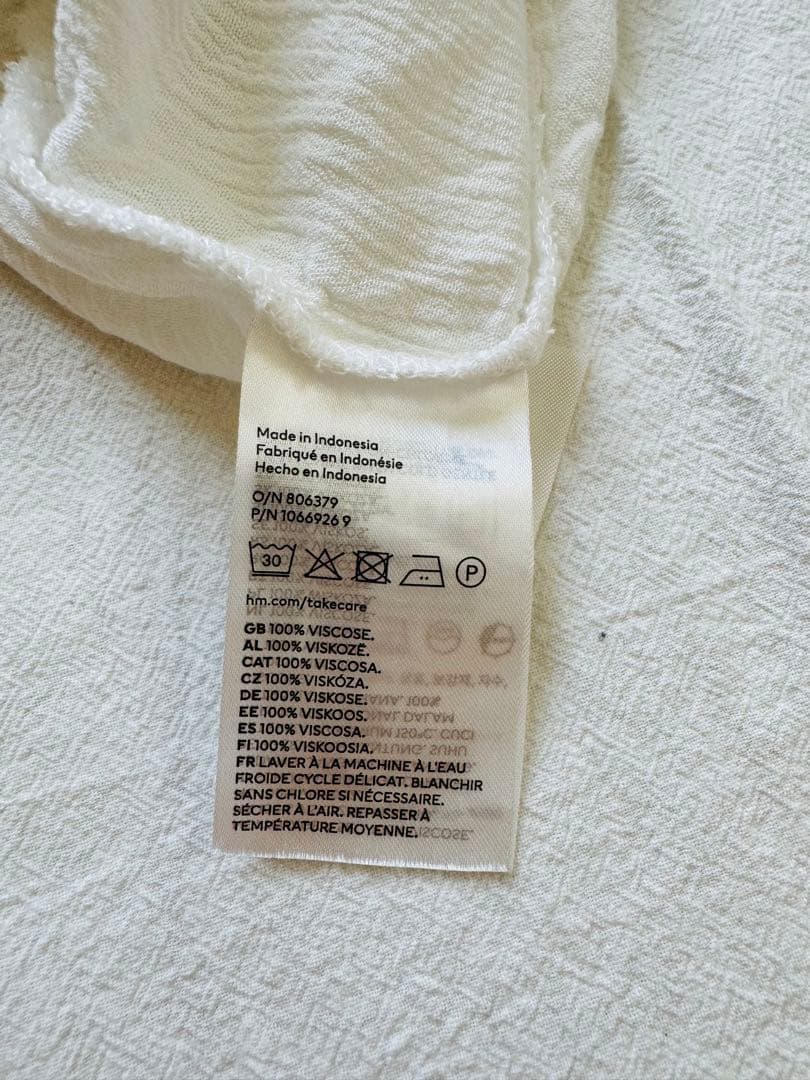 Made in Indonesia
Fabriqué en Indonésie
Hecho en Indonesia
O/N 806379
P/N 1066926 9
30 P
hm.com/takecare
GB 100% VISCOSE.
AL 100% VISKOZË.
CAT 100% VISCOSA.
CZ 100% VISKÓZA.
DE 100% VISKOSE.
EE 100% VISKOOS.
ES 100% VISCOSA.
FI 100% VISKOOSIA.
FR LAVER À LA MACHINE À L'EAU
FROIDE CYCLE DÉLICAT. BLANCHIR
SANS CHLORE SI NÉCESSAIRE.
SÉCHER À L'AIR. REPASSER À
TEMPÉRATURE MOYENNE.